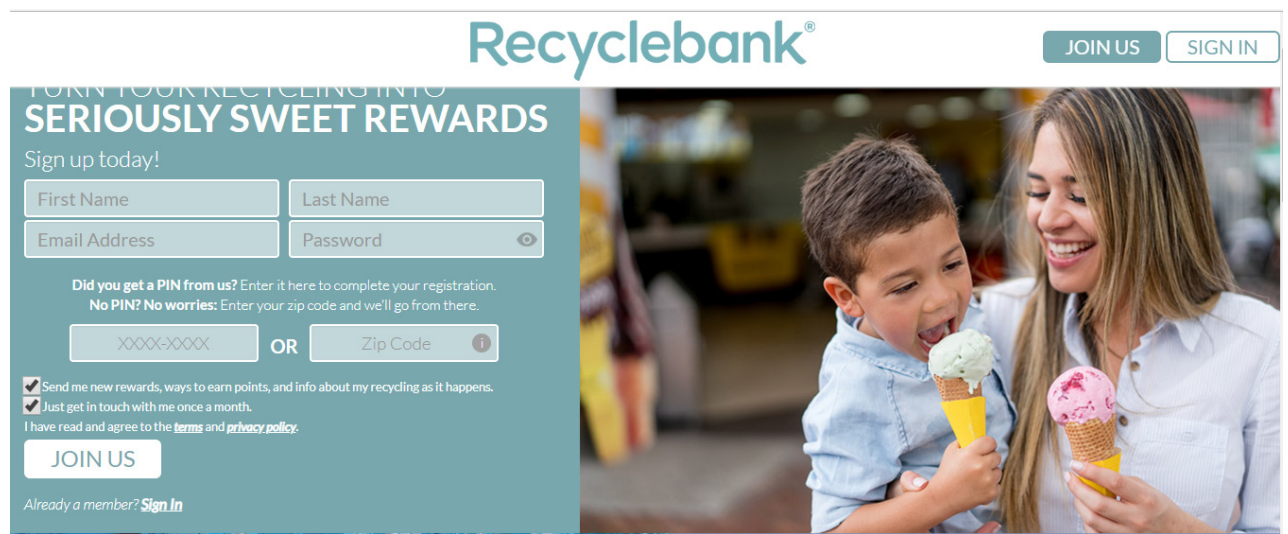 Recyclebank®
JOIN US
SIGN IN
TURN YOUR RECYCLING INTO
SERIOUSLY SWEET REWARDS
Sign up today!
First Name
Last Name
Email Address
Password
Did you get a PIN from us? Enter it here to complete your registration.
No PIN? No worries: Enter your zip code and we'll go from there.
XXXX-XXXX
OR
Zip Code
Send me new rewards, ways to earn points, and info about my recycling as it happens.
Just get in touch with me once a month.
I have read and agree to the terms and privacy policy.
JOIN US
Already a member? Sign In